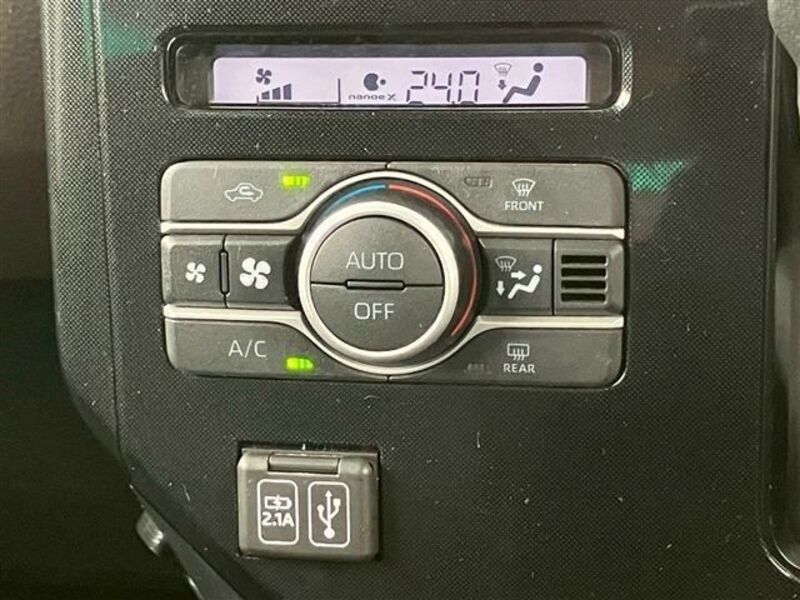 nanoe X 24.0
FRONT
AUTO
OFF
A/C
REAR
2.1A